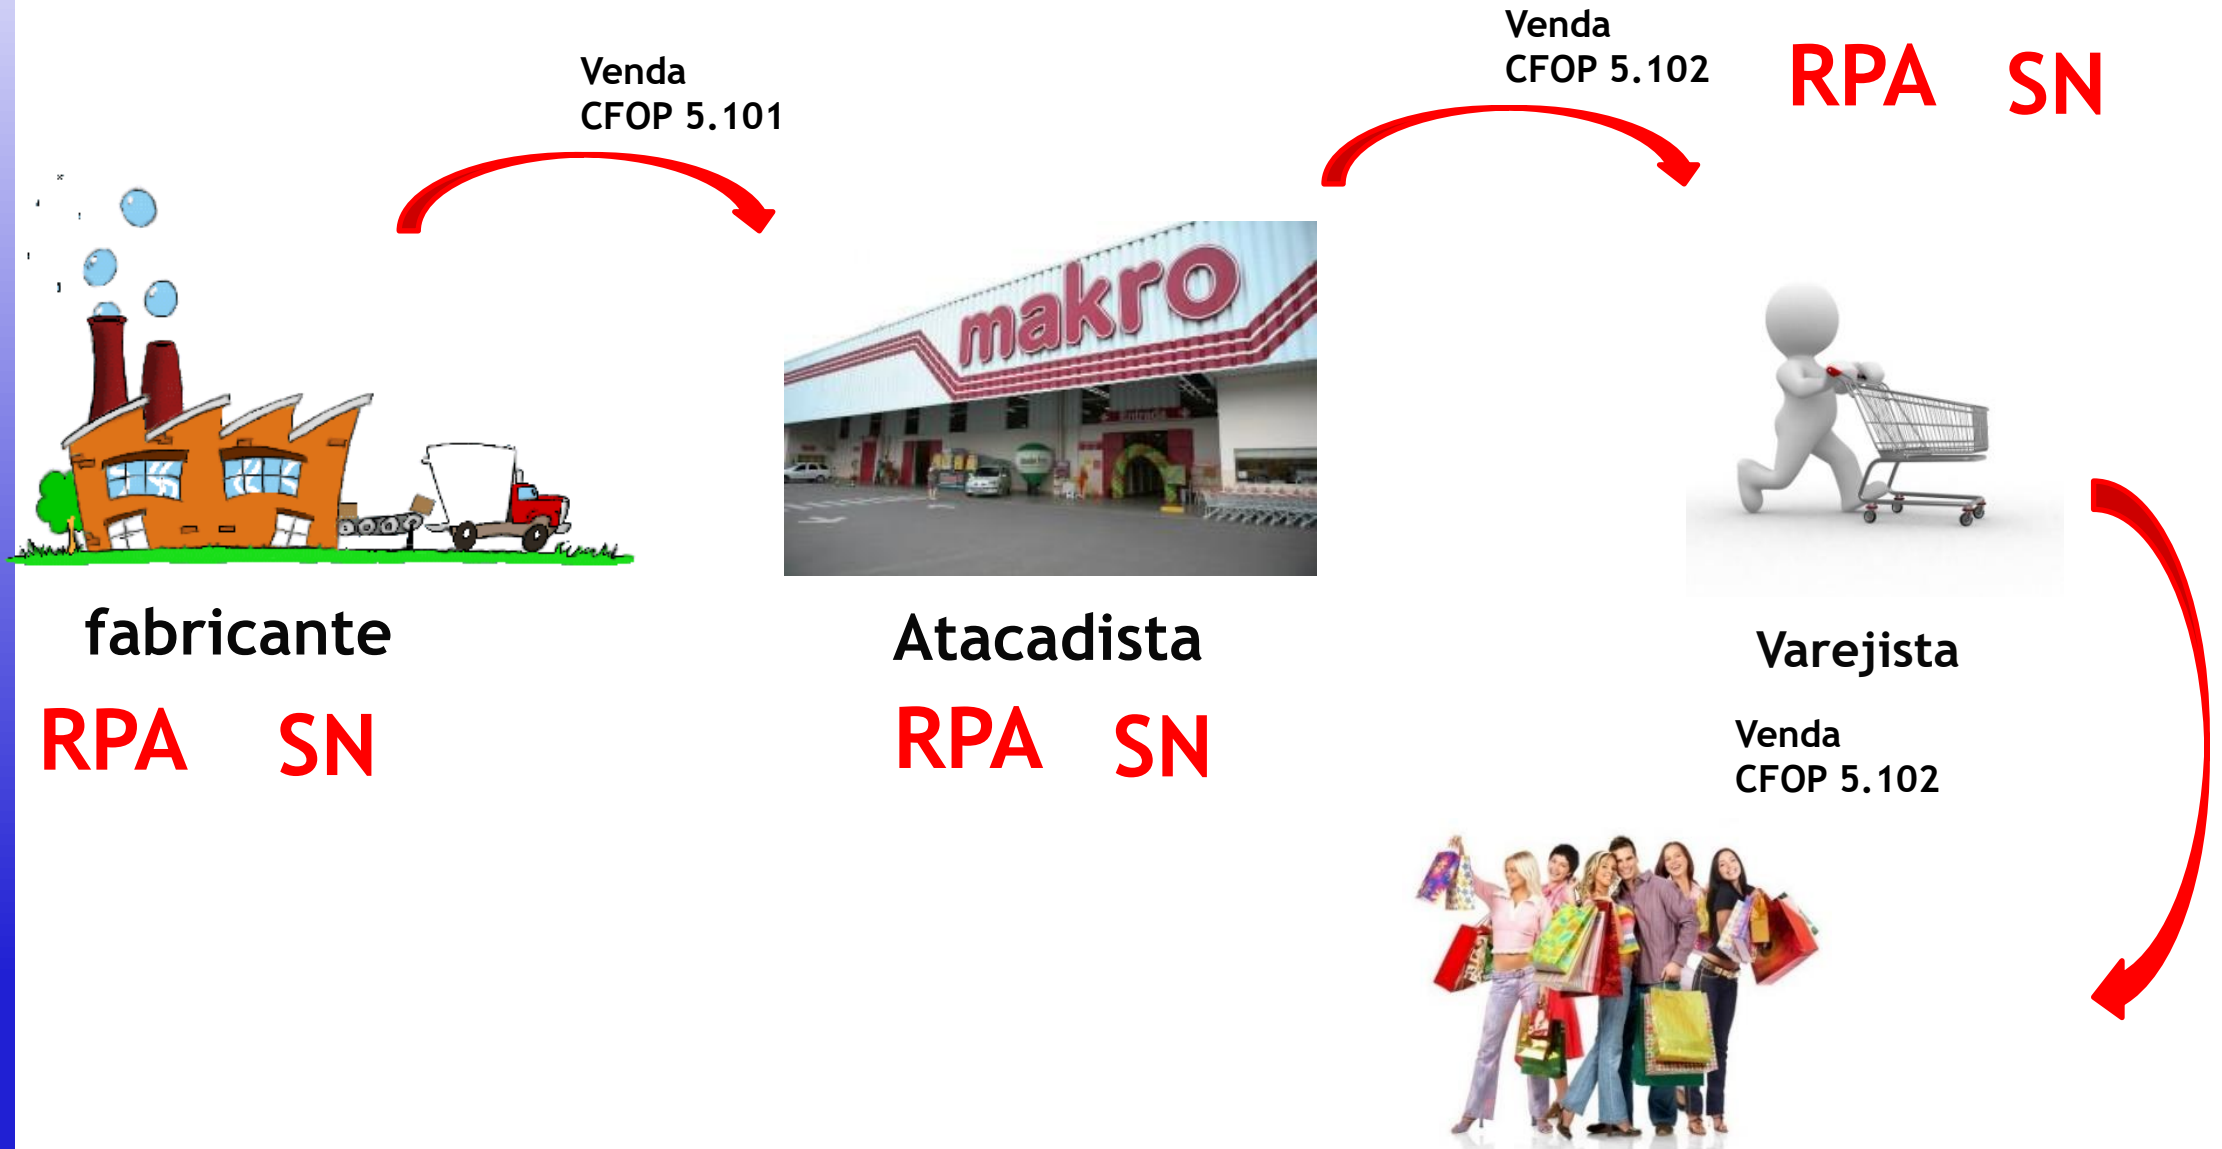 Venda
CFOP 5.101
Venda
CFOP 5.102
RPA SN
makro
Entrada
fabricante
Atacadista
Varejista
RPA SN
RPA SN
Venda
CFOP 5.102